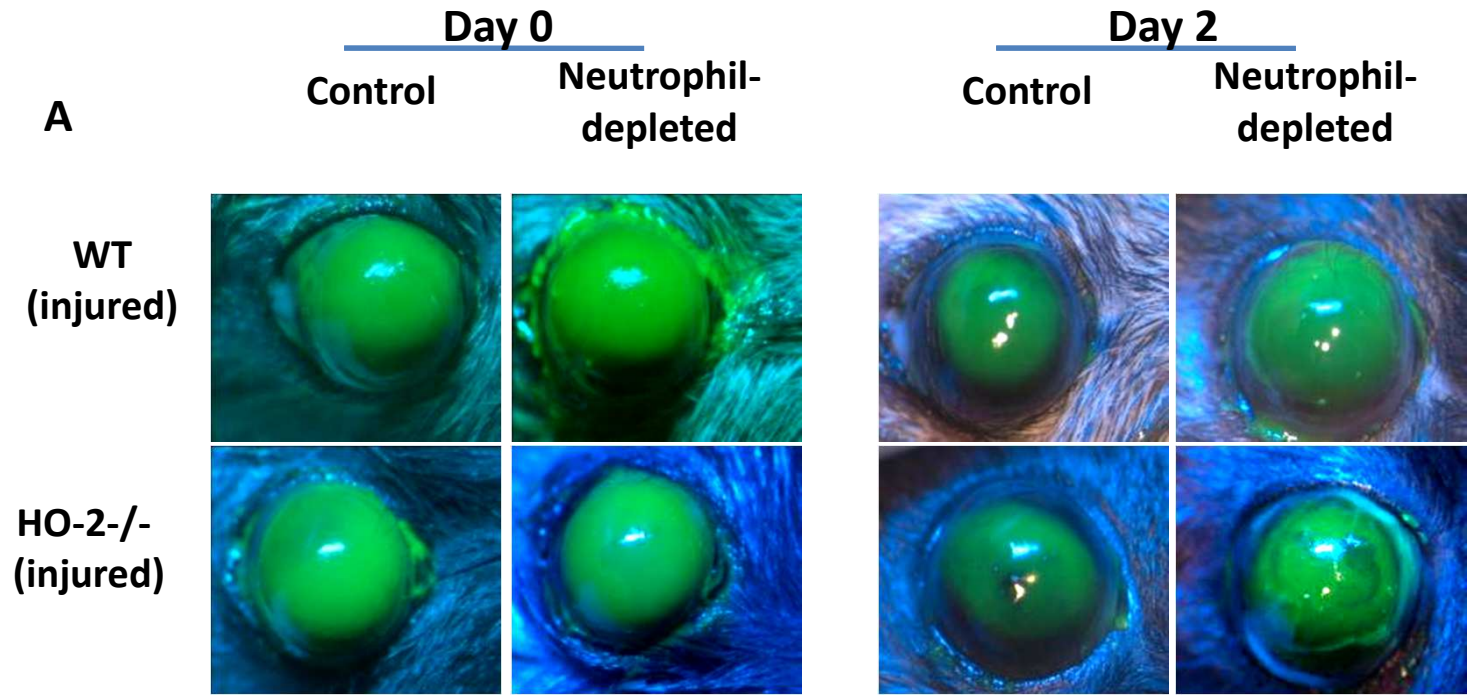 Day 0
Day 2
Control
Neutrophil-
depleted
Control
Neutrophil-
depleted
A
WT
(injured)
HO-2-/-
(injured)